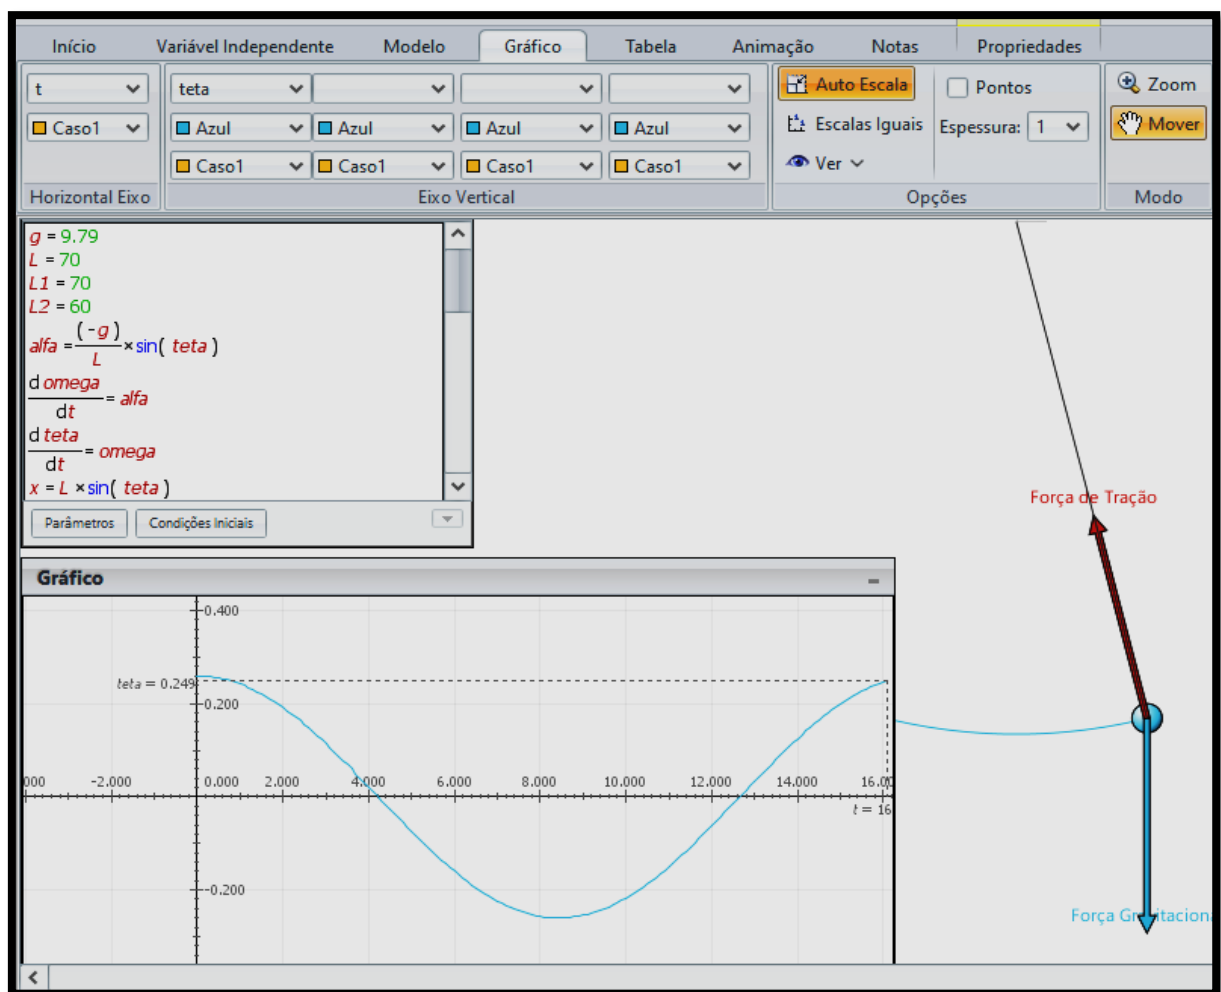 Início Variável Independente Modelo Gráfico Tabela Animação Notas Propriedades
t teta Auto Escala Pontos Zoom
Caso1 Azul Azul Azul Azul Escalas Iguais Espessura: 1 Mover
Caso1 Caso1 Caso1 Caso1 Ver
Horizontal Eixo Eixo Vertical Opções Modo
g = 9.79
L = 70
L1 = 70
L2 = 60
alfa = (-g) / L × sin( teta )
d omega / dt = alfa
d teta / dt = omega
x = L × sin( teta )
Parâmetros Condições Iniciais
Força de Tração
Gráfico
0.400
teta = 0.249
0.200
-2.000 0.000 2.000 4.000 6.000 8.000 10.000 12.000 14.000
t = 16
-0.200
Força Gravitacion